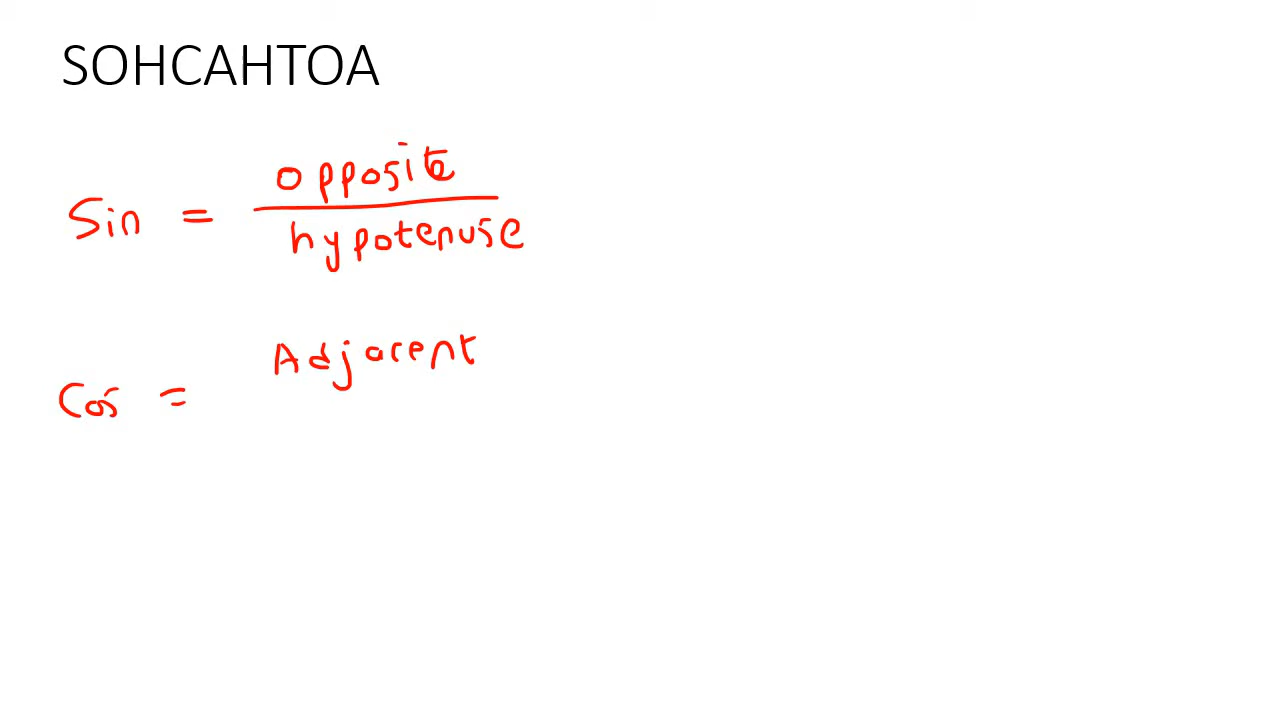 SOHCAHTOA
Sin = opposite
hypotenuse
Cos = Adjacent